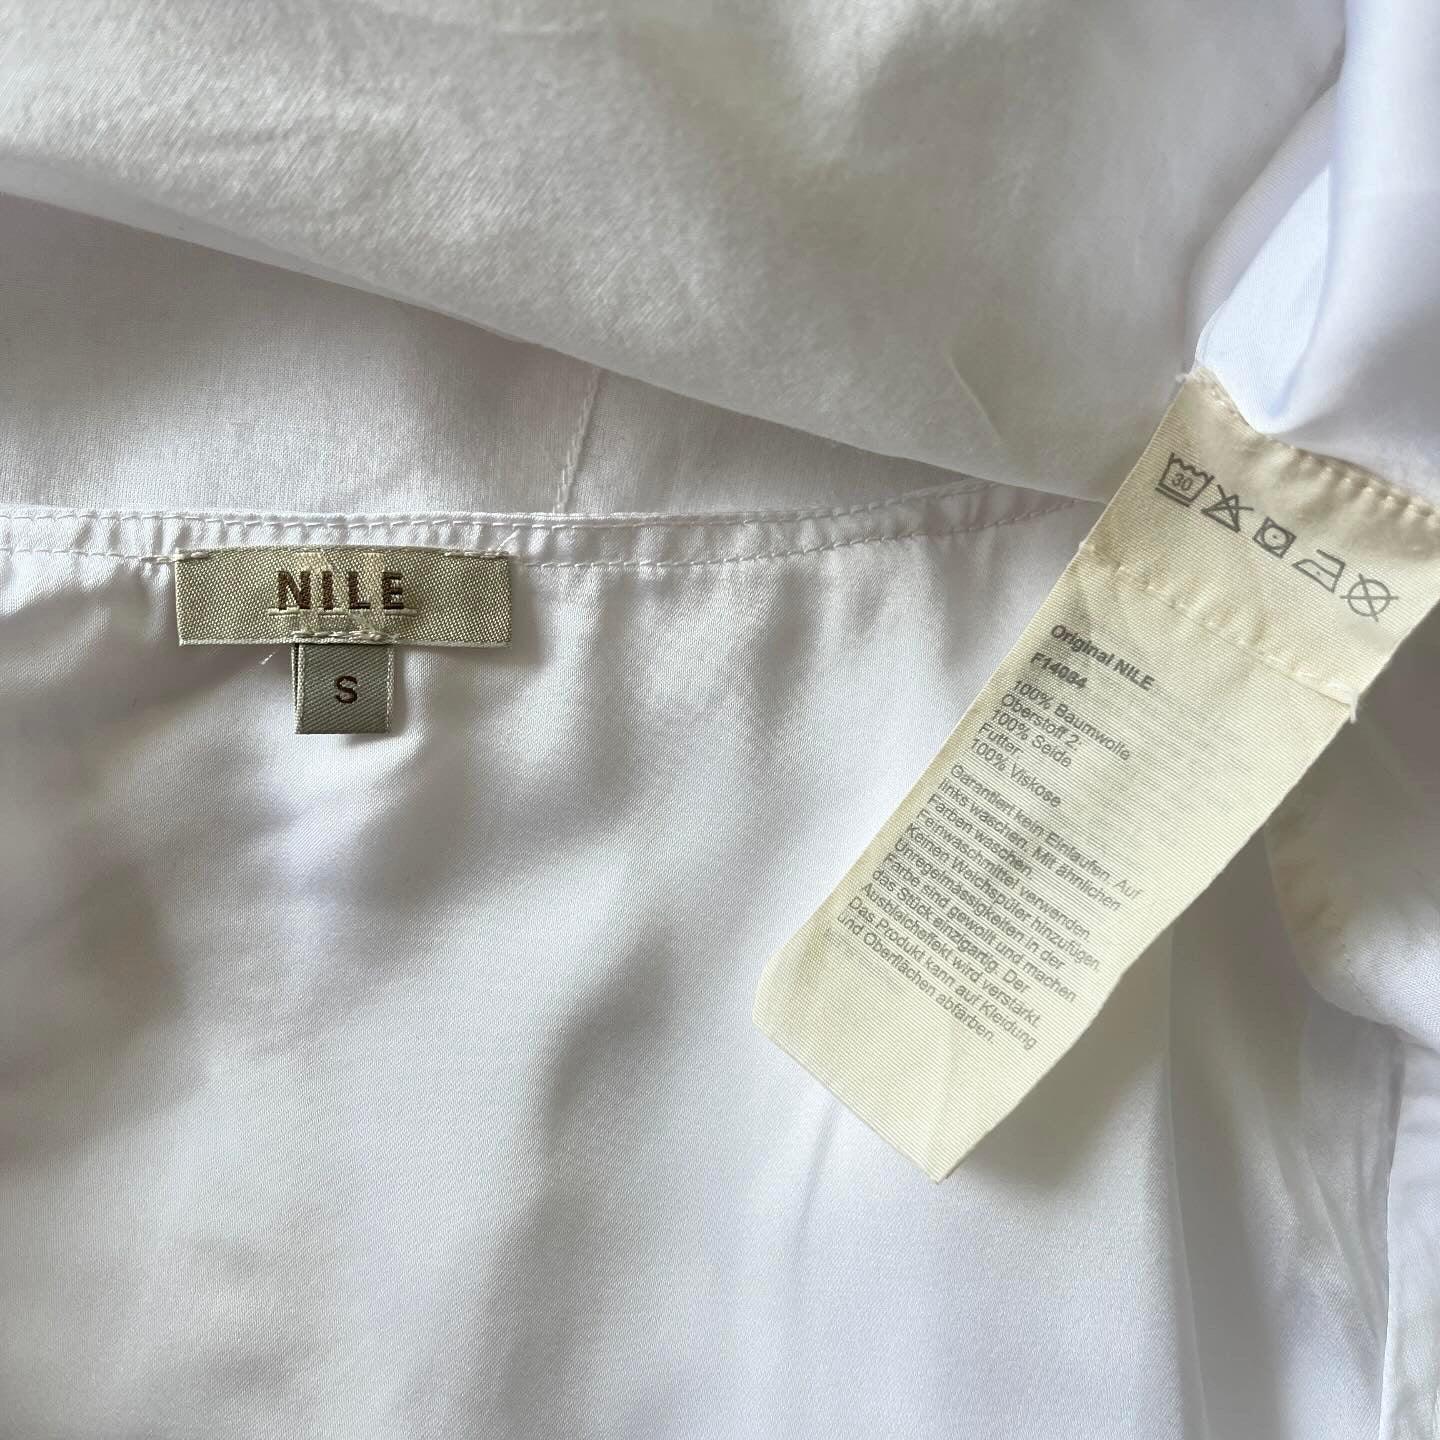 NILE
S
30
Original NILE
F14084
100% Baumwolle
Oberstoff 2:
100% Seide
Futter:
100% Viskose
Garantiert kein Einlaufen. Auf
links waschen. Mit ähnlichen
Farben waschen.
Feinwaschmittel verwenden.
Keinen Weichspüler hinzufügen.
Unregelmässigkeiten in der
Farbe sind gewollt und machen
das Stück einzigartig. Der
Ausbleicheffekt wird verstärkt.
Das Produkt kann auf Kleidung
und Oberflächen abfärben.